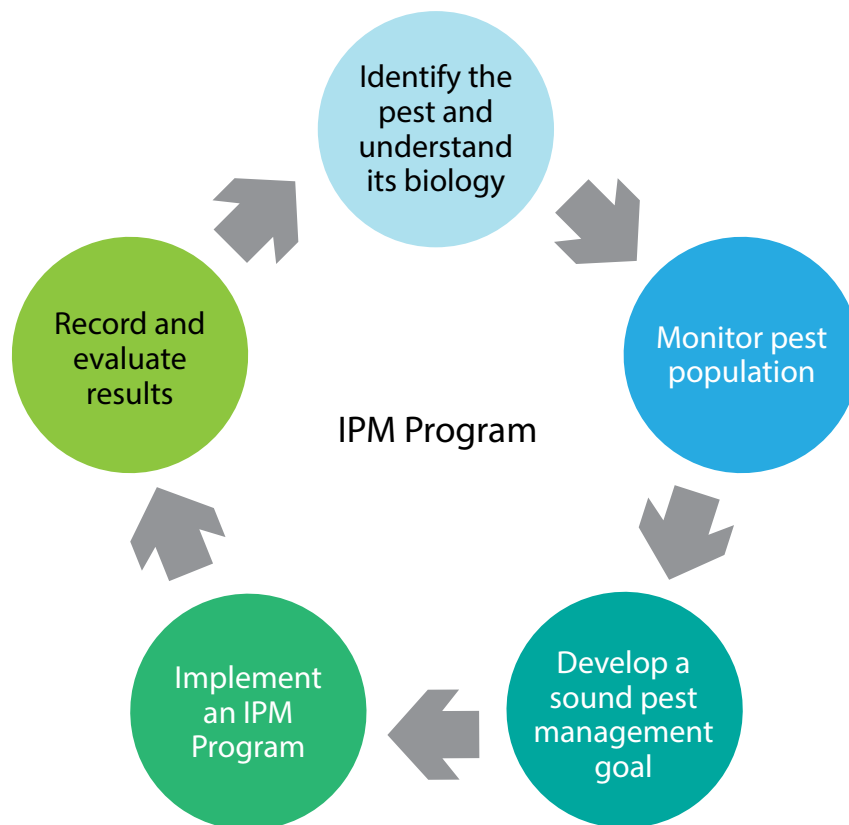 Identify the
pest and
understand
its biology
Monitor pest
population
Develop a
sound pest
management
goal
Implement
an IPM
Program
Record and
evaluate
results
IPM Program